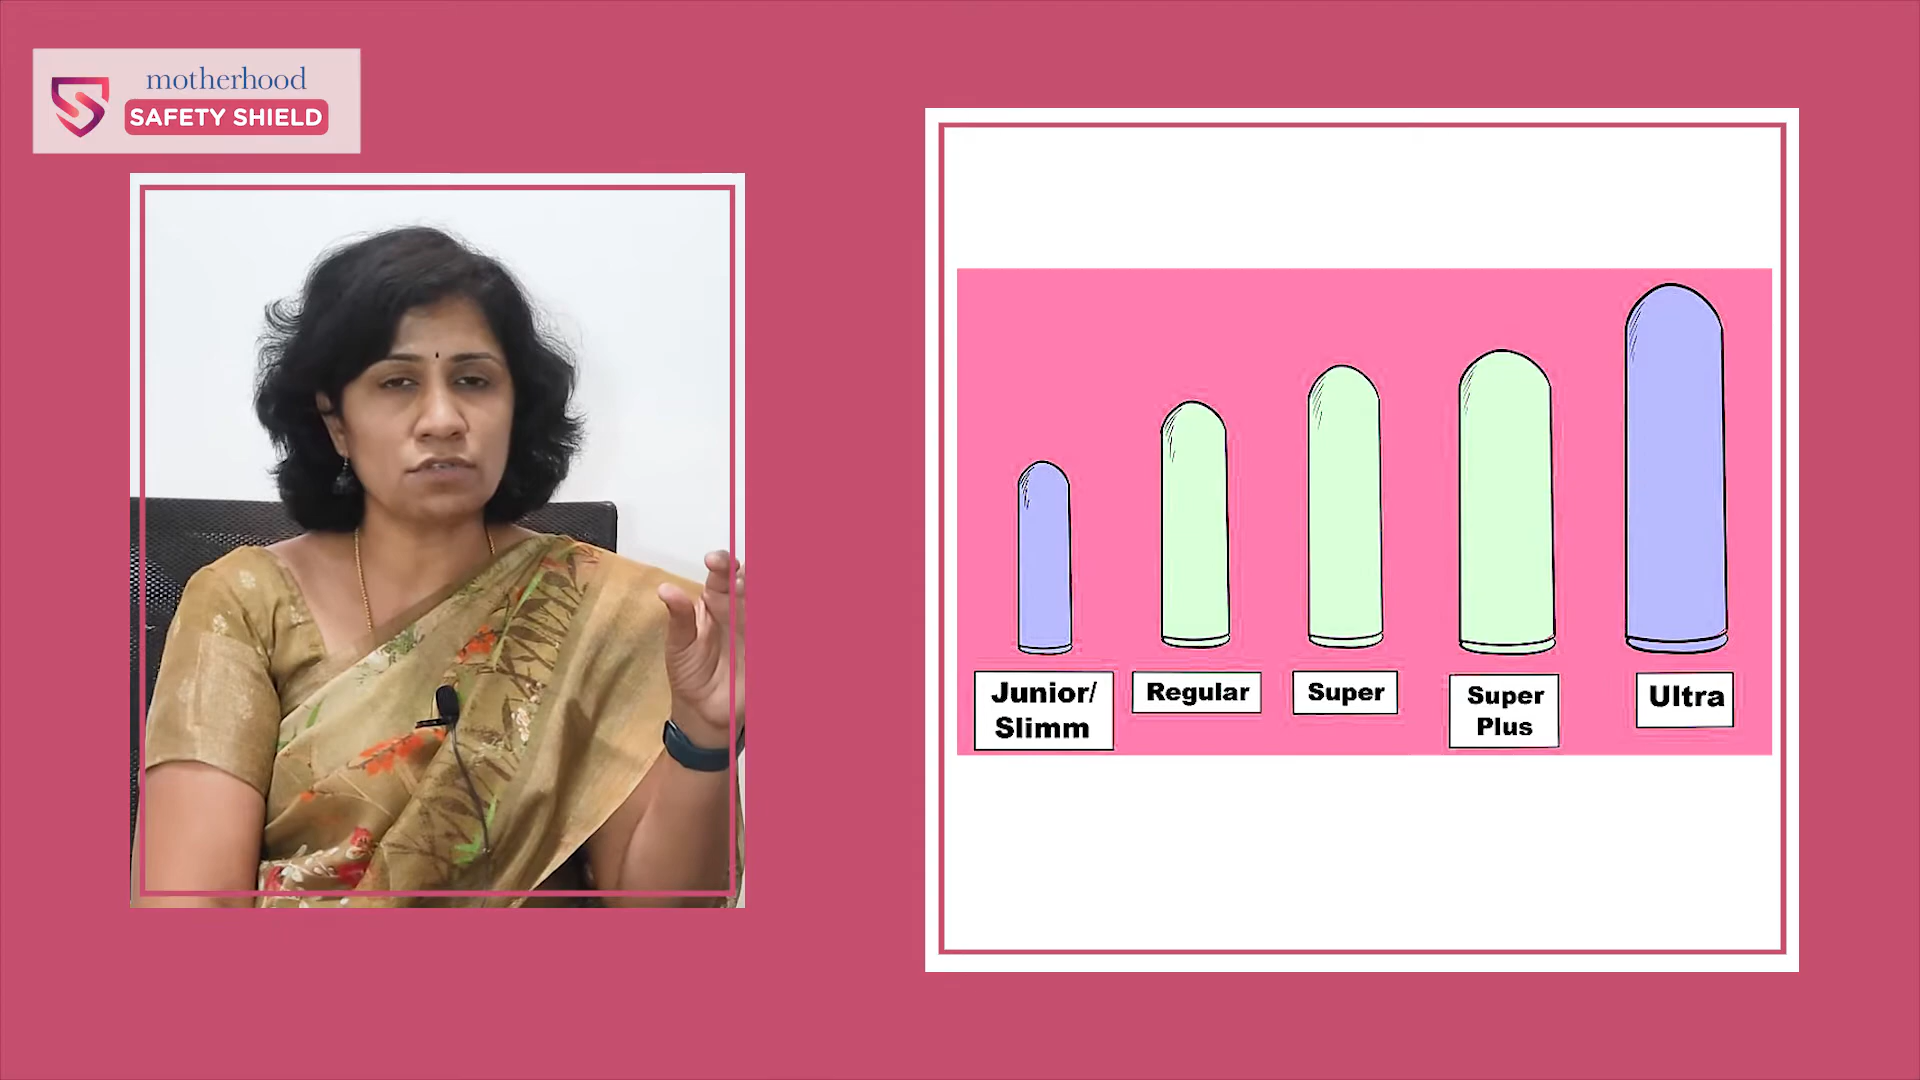 motherhood
SAFETY SHIELD
Junior/
Slimm
Regular
Super
Super
Plus
Ultra